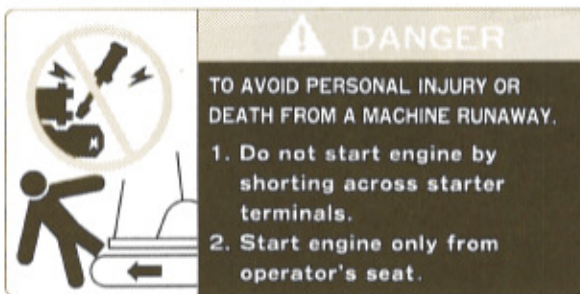 DANGER
TO AVOID PERSONAL INJURY OR
DEATH FROM A MACHINE RUNAWAY.
1. Do not start engine by
shorting across starter
terminals.
2. Start engine only from
operator's seat.